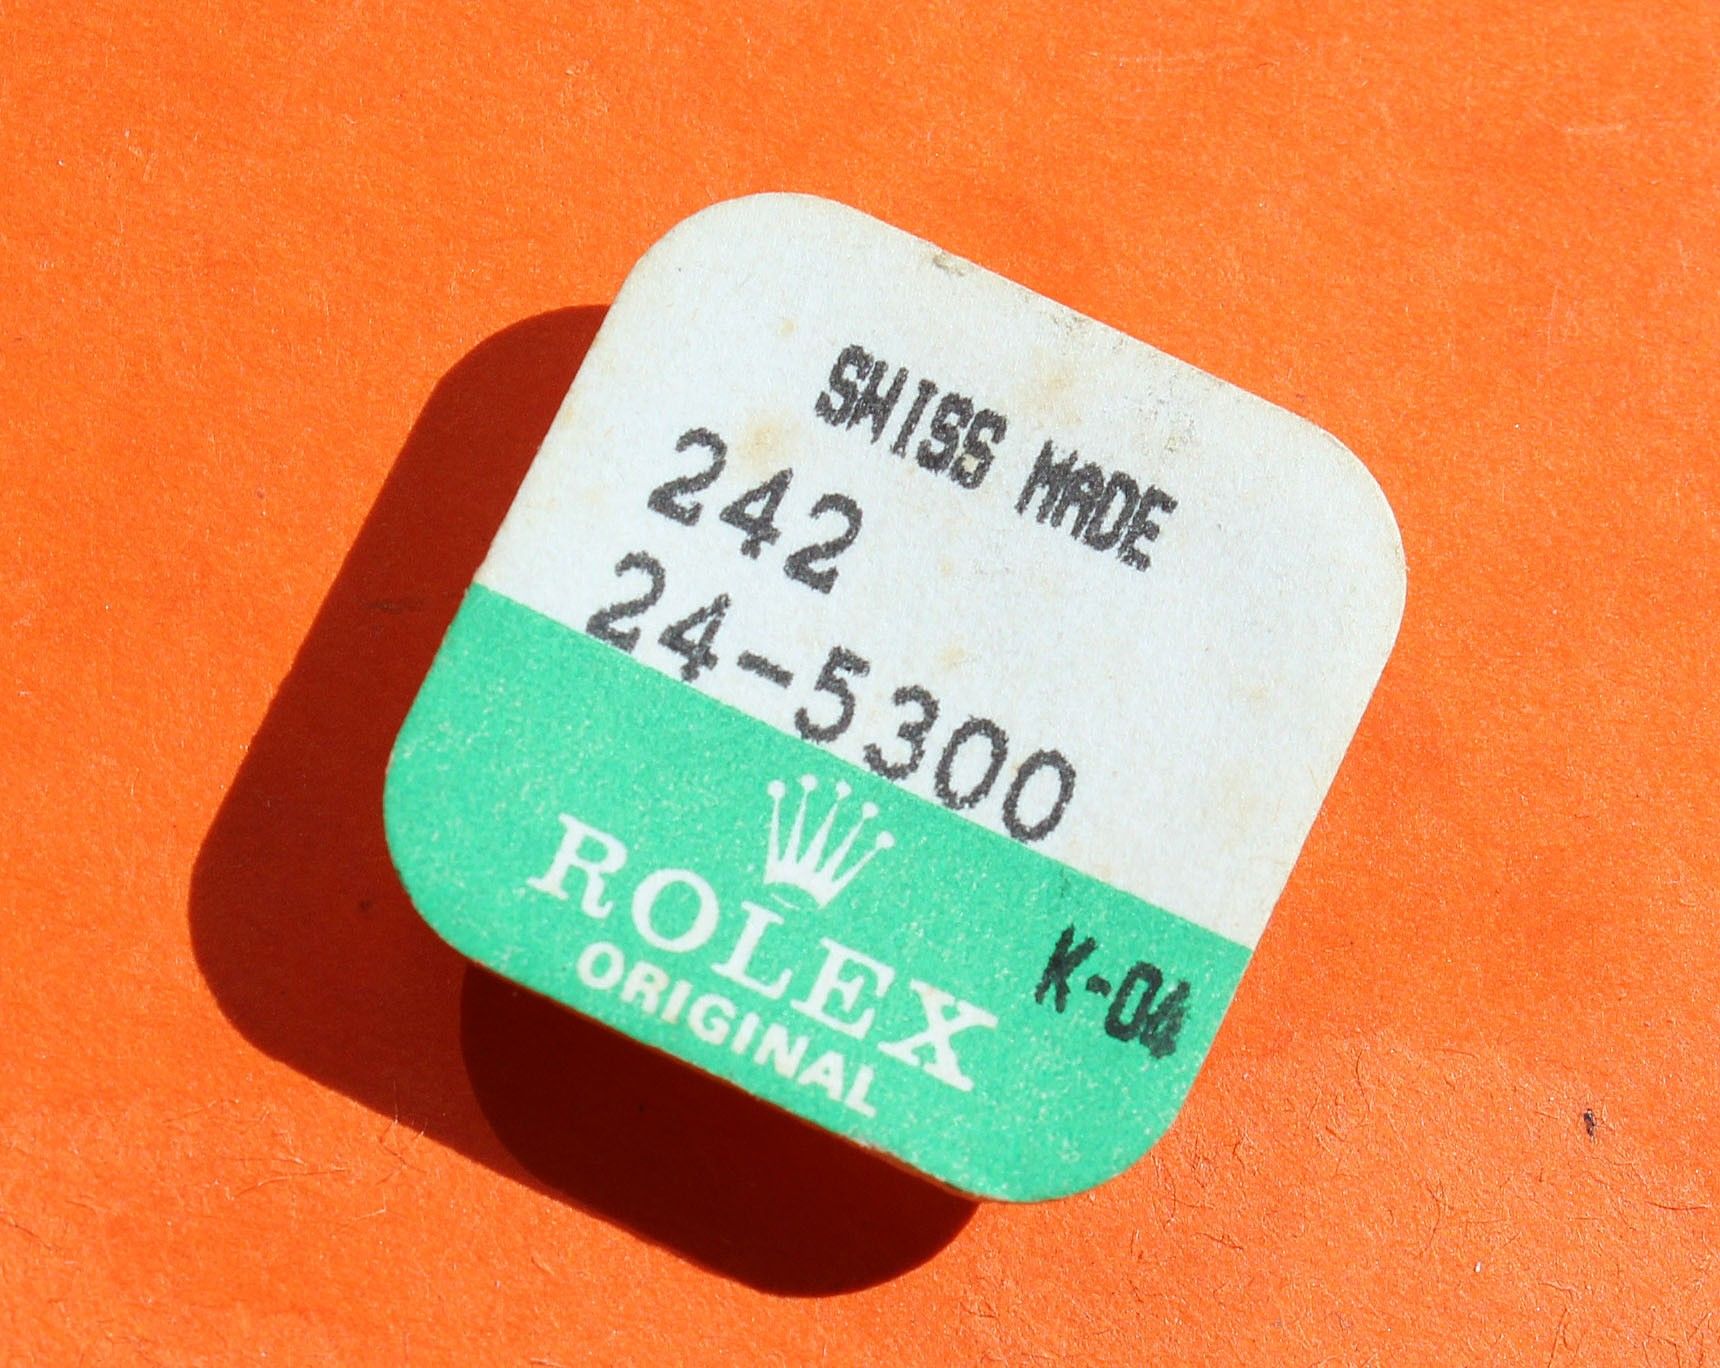 SWISS MADE
242
24-5300
ROLEX
ORIGINAL
K-04